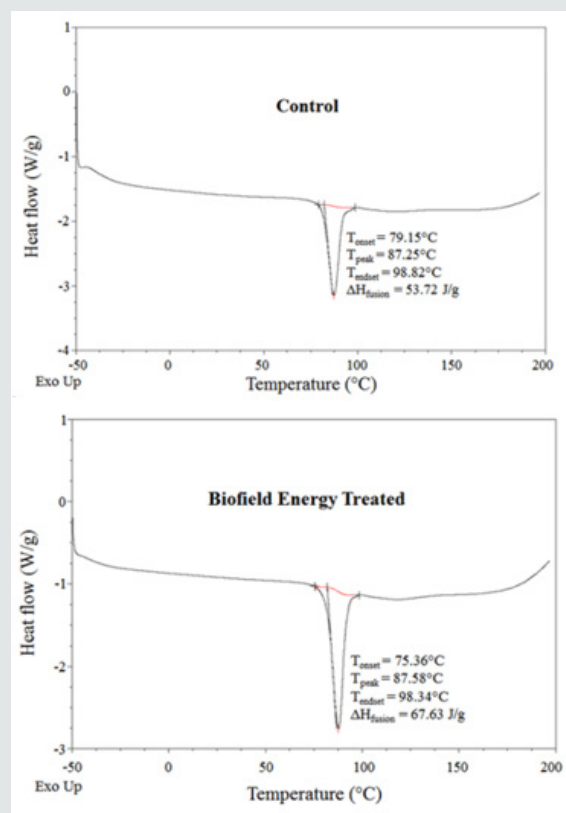 1
0
-1
-2
-3
-4
Heat flow (W/g)
Control
Tonset = 79.15°C
Tpeak = 87.25°C
Tendset = 98.82°C
ΔHfusion = 53.72 J/g
-50 0 50 100 150 200
Exo Up
Temperature (°C)
1
0
-1
-2
-3
Heat flow (W/g)
Biofield Energy Treated
Tonset = 75.36°C
Tpeak = 87.58°C
Tendset = 98.34°C
ΔHfusion = 67.63 J/g
-50 0 50 100 150 200
Exo Up
Temperature (°C)